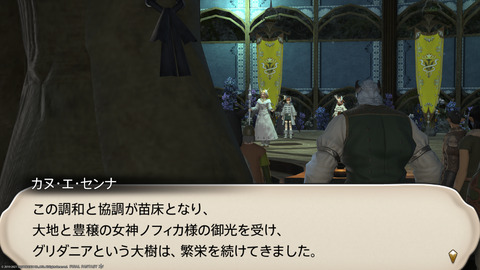 カヌ・エ・センナ
この調和と協調が苗床となり、
大地と豊穣の女神ノフィカ様の御光を受け、
グリダニアという大樹は、繁栄を続けてきました。